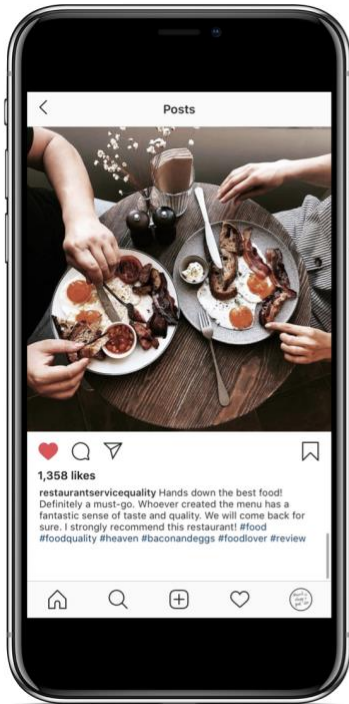 Posts
1,358 likes
restaurantservicequality Hands down the best food!
Definitely a must-go. Whoever created the menu has a
fantastic sense of taste and quality. We will come back for
sure. I strongly recommend this restaurant! #food
#foodquality #heaven #baconandeggs #foodlover #review